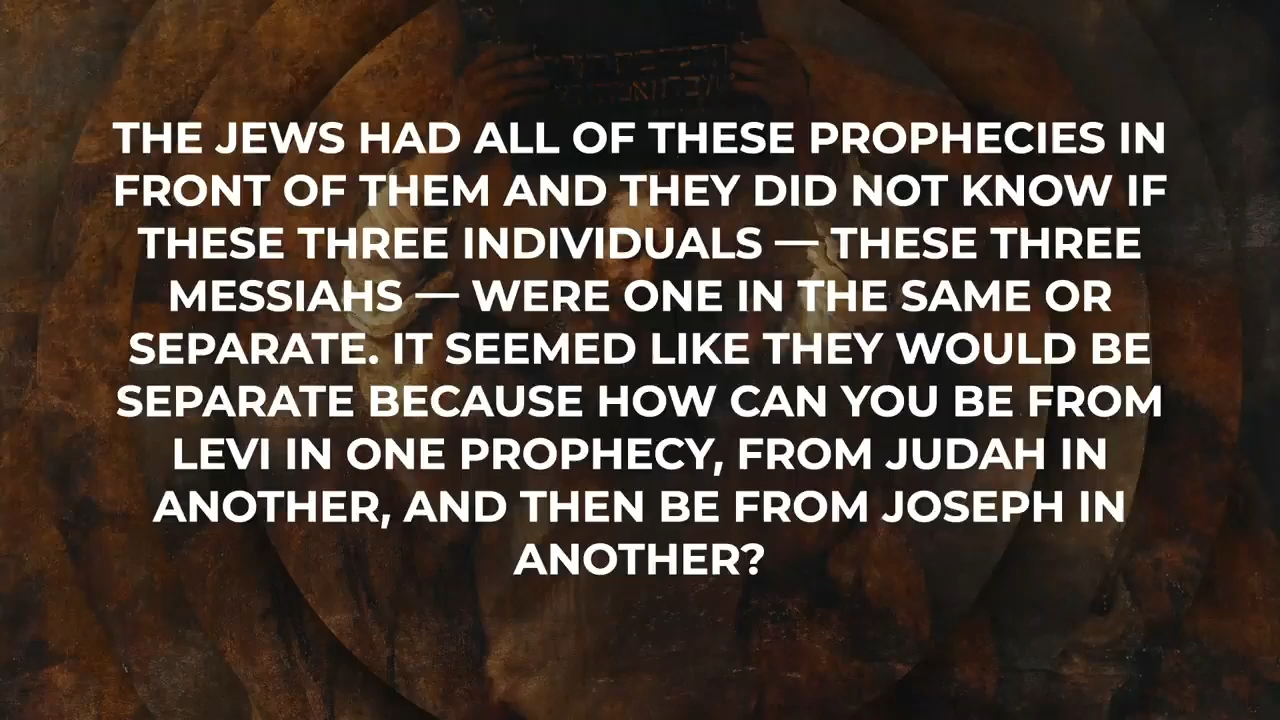 THE JEWS HAD ALL OF THESE PROPHECIES IN
FRONT OF THEM AND THEY DID NOT KNOW IF
THESE THREE INDIVIDUALS — THESE THREE
MESSIAHS — WERE ONE IN THE SAME OR
SEPARATE. IT SEEMED LIKE THEY WOULD BE
SEPARATE BECAUSE HOW CAN YOU BE FROM
LEVI IN ONE PROPHECY, FROM JUDAH IN
ANOTHER, AND THEN BE FROM JOSEPH IN
ANOTHER?